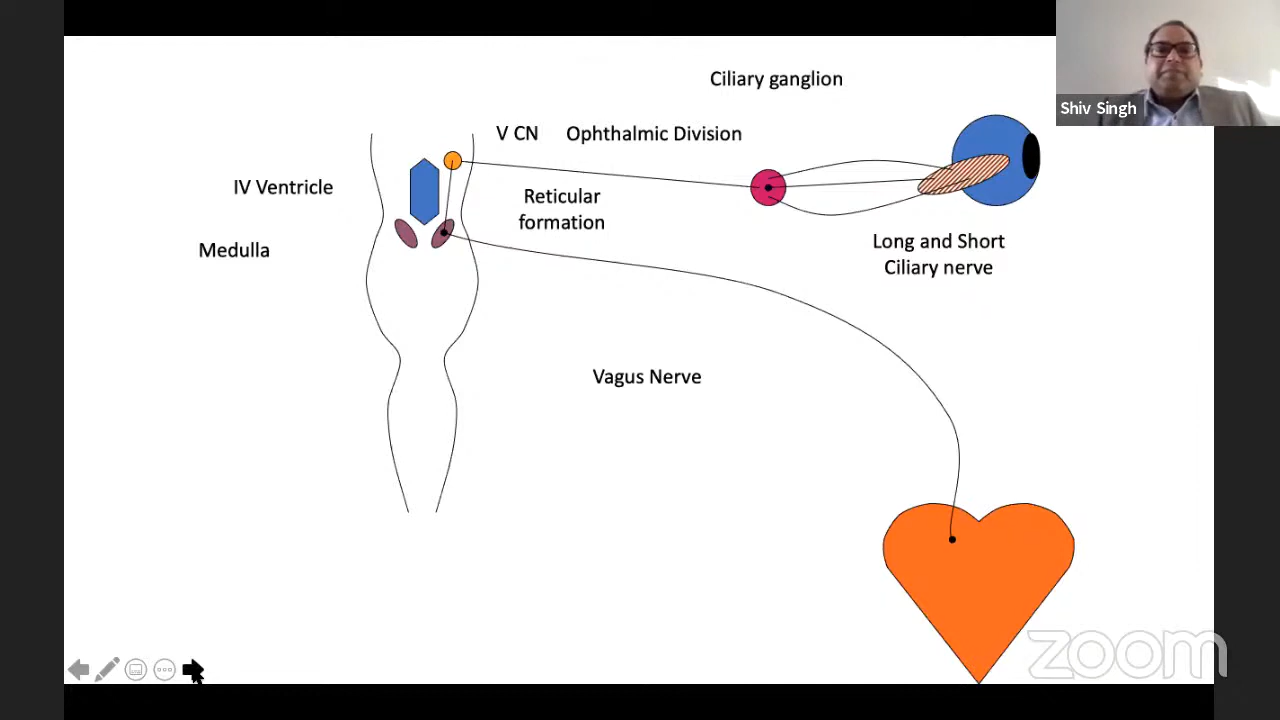 Ciliary ganglion
Shiv Singh
V CN
Ophthalmic Division
IV Ventricle
Reticular
formation
Medulla
Long and Short
Ciliary nerve
Vagus Nerve
zoom